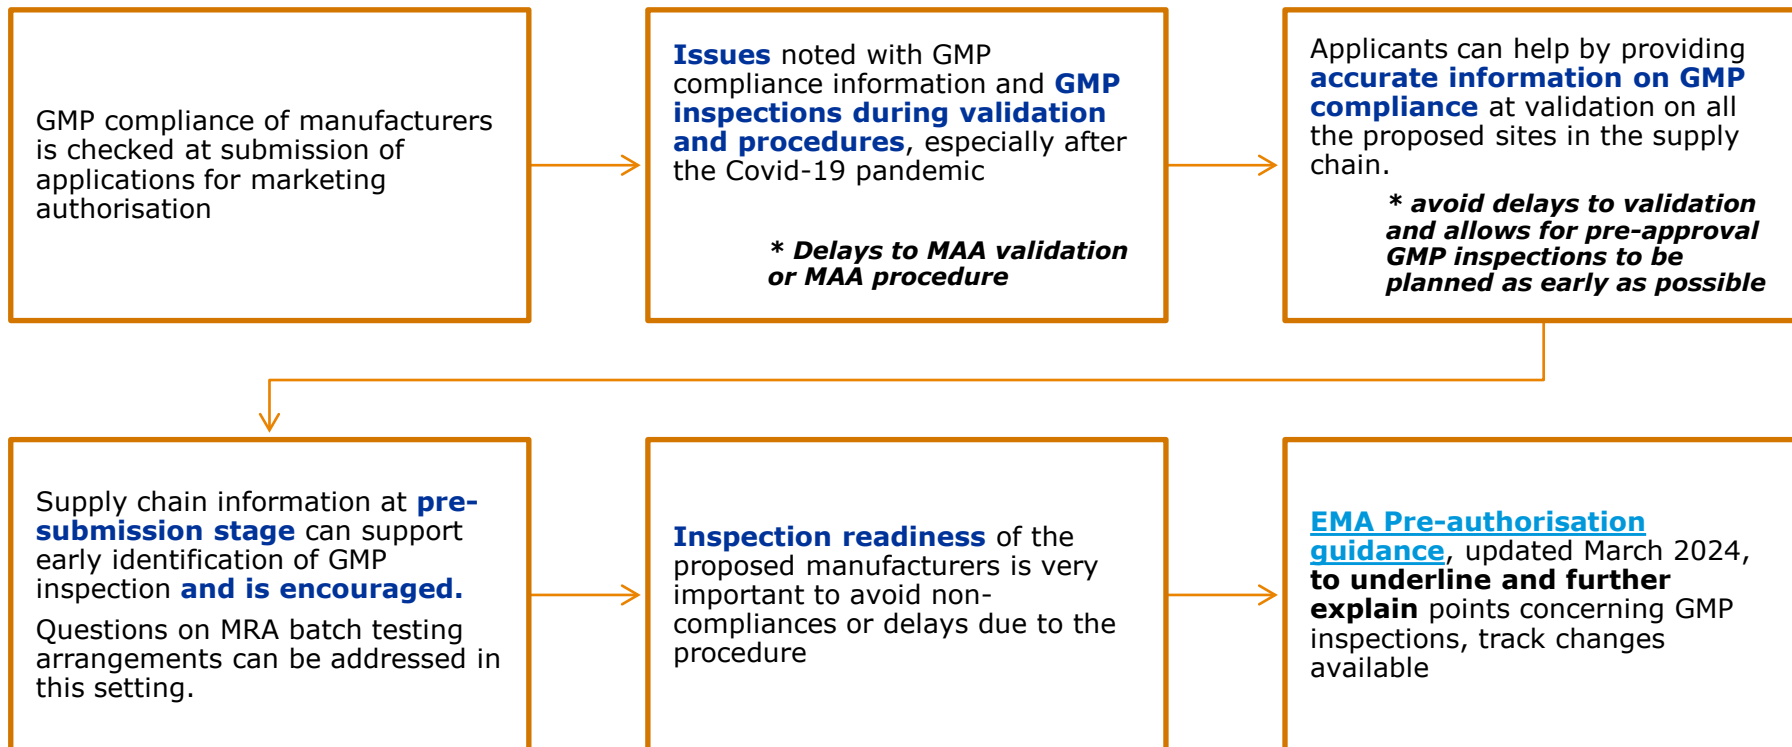 GMP compliance of manufacturers
is checked at submission of
applications for marketing
authorisation
Issues noted with GMP
compliance information and GMP
inspections during validation
and procedures, especially after
the Covid-19 pandemic
* Delays to MAA validation
or MAA procedure
Applicants can help by providing
accurate information on GMP
compliance at validation on all
the proposed sites in the supply
chain.
* avoid delays to validation
and allows for pre-approval
GMP inspections to be
planned as early as possible
Supply chain information at pre-
submission stage can support
early identification of GMP
inspection and is encouraged.
Questions on MRA batch testing
arrangements can be addressed in
this setting.
Inspection readiness of the
proposed manufacturers is very
important to avoid non-
compliances or delays due to the
procedure
EMA Pre-authorisation
guidance, updated March 2024,
to underline and further
explain points concerning GMP
inspections, track changes
available